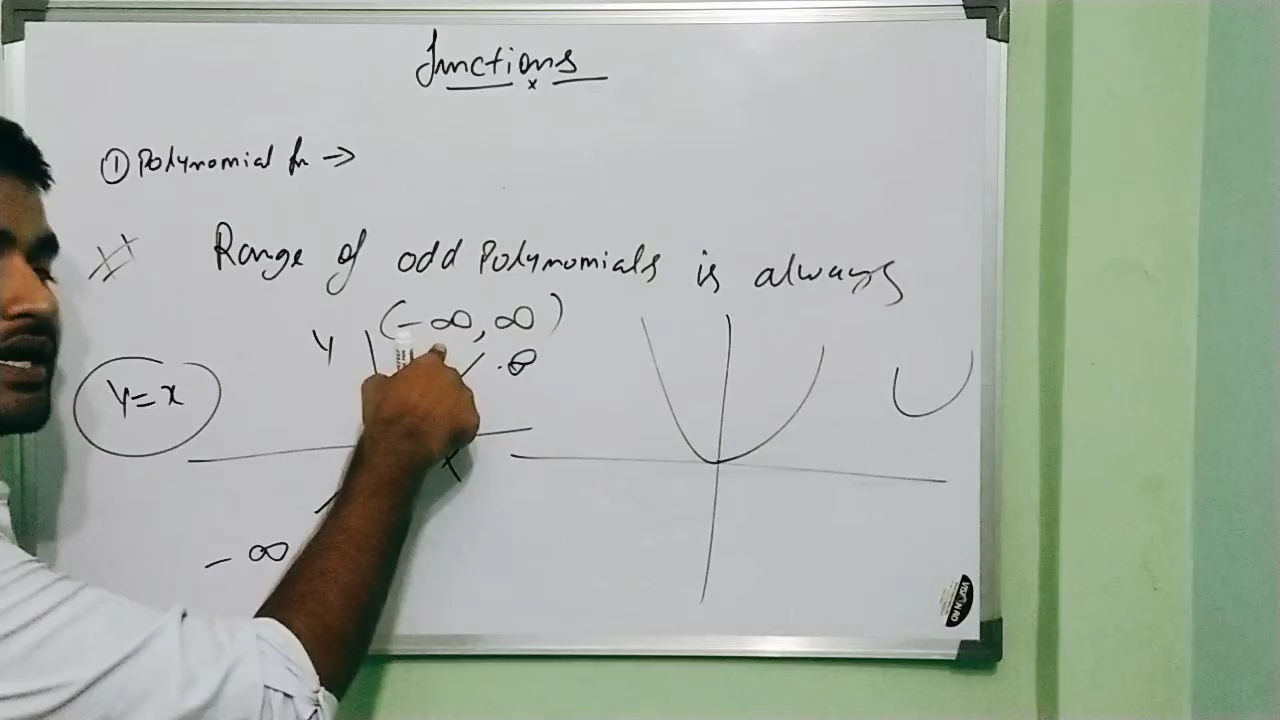 Functions
① Polynomial fn →
Range of odd Polynomials is always
(-∞, ∞)
Y
Y = x
x
- ∞